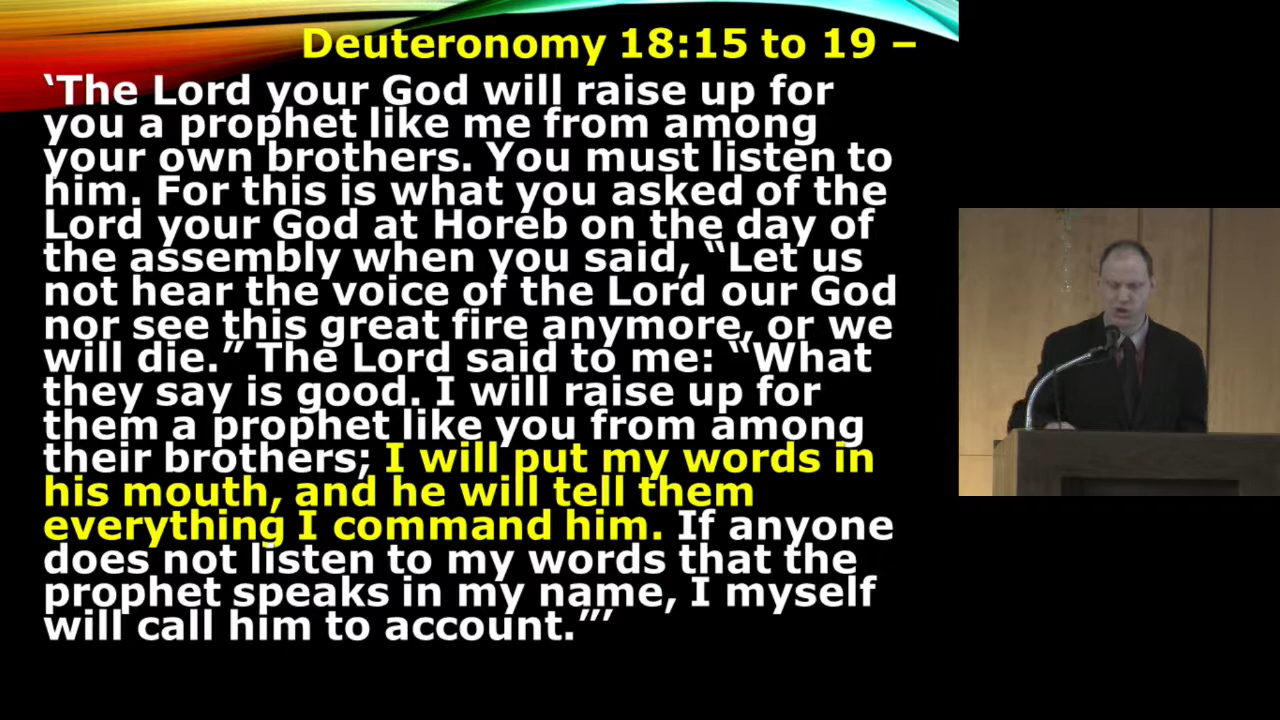 Deuteronomy 18:15 to 19 –
‘The Lord your God will raise up for
you a prophet like me from among
your own brothers. You must listen to
him. For this is what you asked of the
Lord your God at Horeb on the day of
the assembly when you said, “Let us
not hear the voice of the Lord our God
nor see this great fire anymore, or we
will die.” The Lord said to me: “What
they say is good. I will raise up for
them a prophet like you from among
their brothers; I will put my words in
his mouth, and he will tell them
everything I command him. If anyone
does not listen to my words that the
prophet speaks in my name, I myself
will call him to account.”’